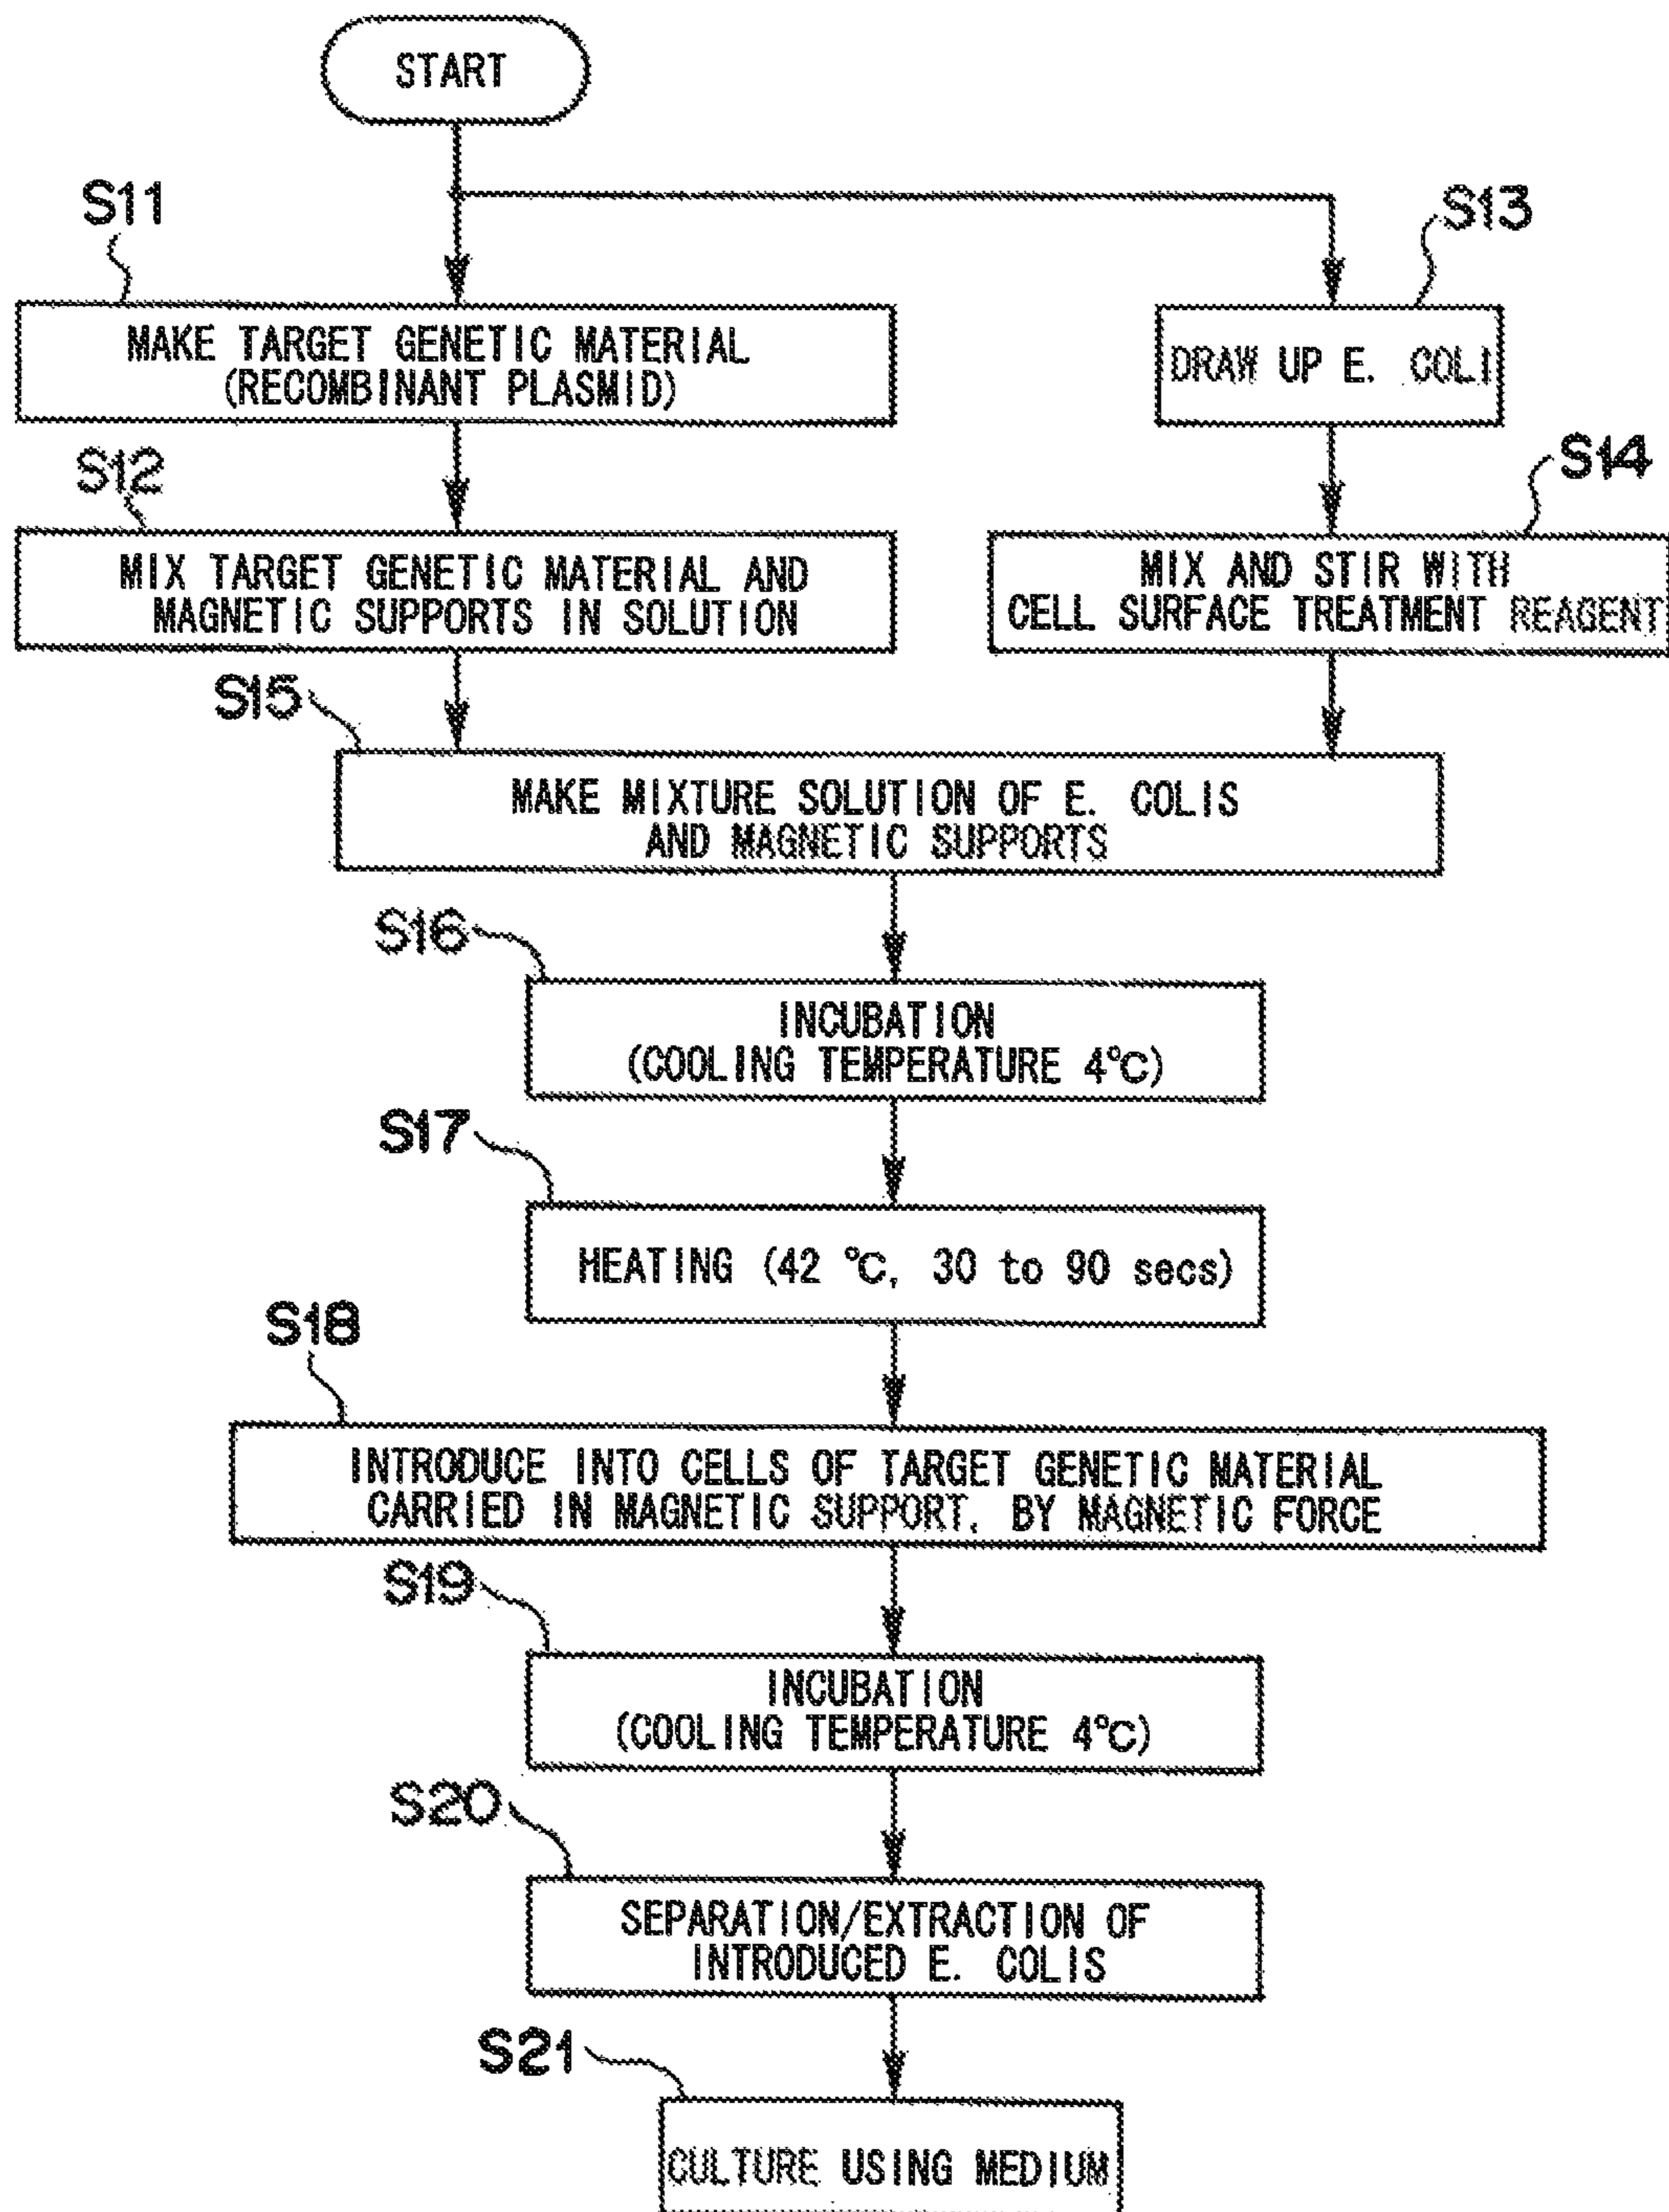 START
S11
S13
MAKE TARGET GENETIC MATERIAL
(RECOMBINANT PLASMID)
DRAW UP E. COLI
S12
S14
MIX TARGET GENETIC MATERIAL AND
MAGNETIC SUPPORTS IN SOLUTION
MIX AND STIR WITH
CELL SURFACE TREATMENT REAGENT
S15
MAKE MIXTURE SOLUTION OF E. COLIS
AND MAGNETIC SUPPORTS
S16
INCUBATION
(COOLING TEMPERATURE 4℃)
S17
HEATING (42 ℃, 30 to 90 secs)
S18
INTRODUCE INTO CELLS OF TARGET GENETIC MATERIAL
CARRIED IN MAGNETIC SUPPORT, BY MAGNETIC FORCE
S19
INCUBATION
(COOLING TEMPERATURE 4℃)
S20
SEPARATION/EXTRACTION OF
INTRODUCED E. COLIS
S21
CULTURE USING MEDIUM